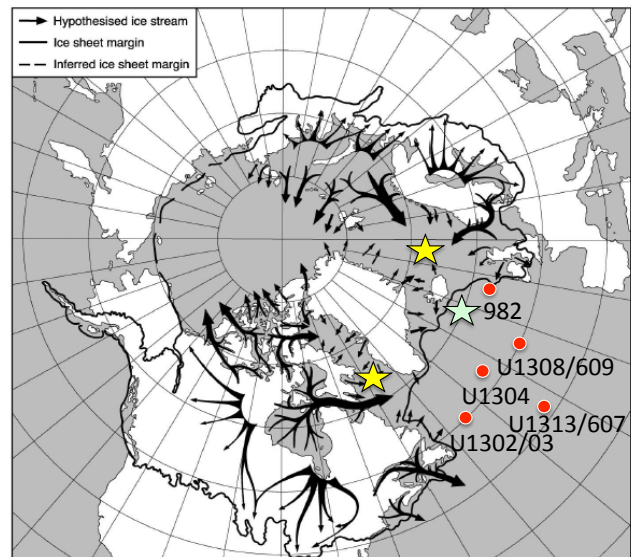 Hypothesised ice stream
Ice sheet margin
Inferred ice sheet margin
982
U1308/609
U1304
U1313/607
U1302/03